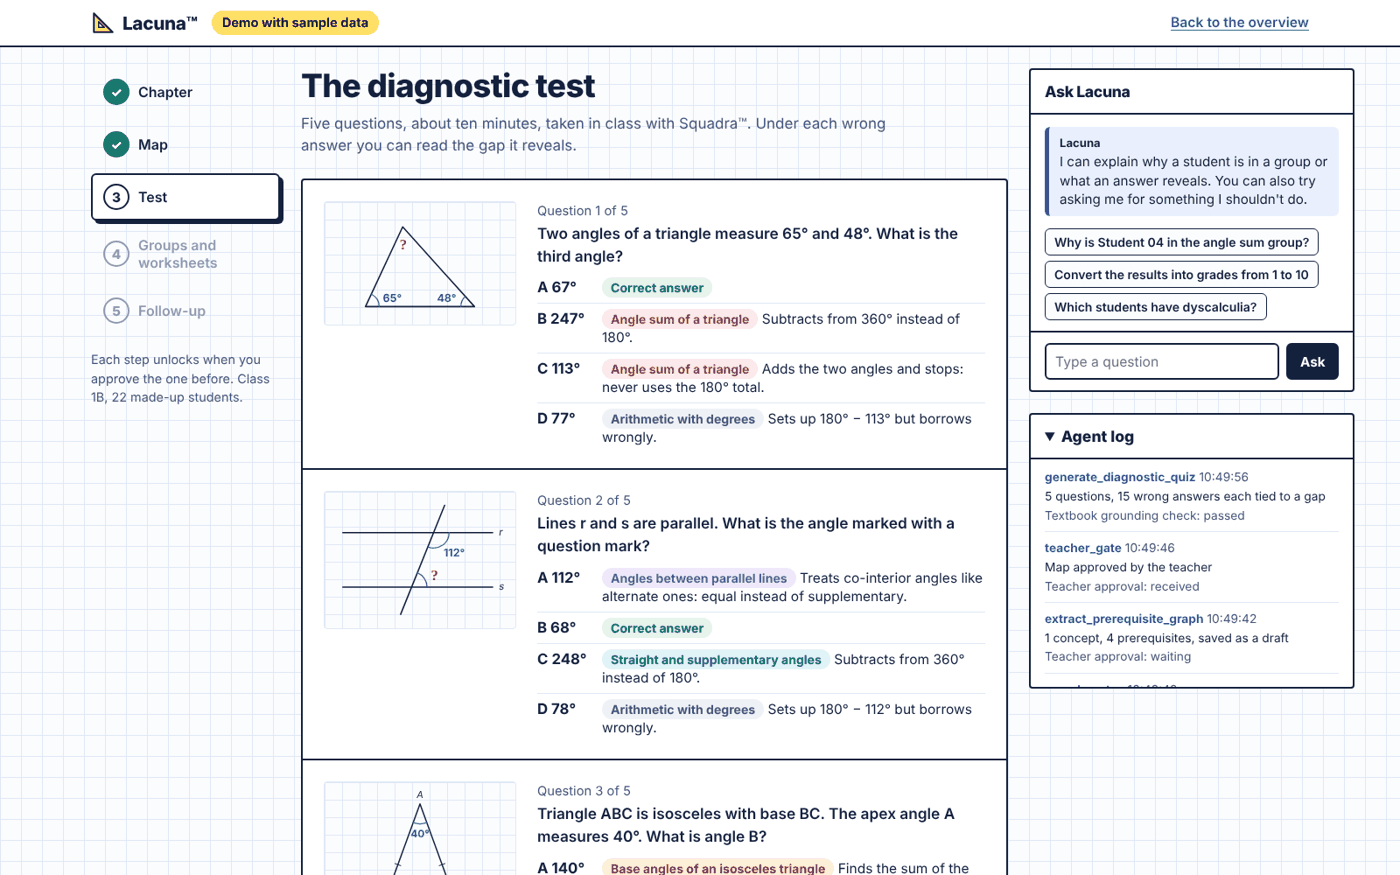 Lacuna™
Demo with sample data
Back to the overview
Chapter
Map
3 Test
4 Groups and
worksheets
5 Follow-up
Each step unlocks when you
approve the one before. Class
1B, 22 made-up students.
The diagnostic test
Five questions, about ten minutes, taken in class with Squadra™. Under each wrong
answer you can read the gap it reveals.
?
65° 48°
Question 1 of 5
Two angles of a triangle measure 65° and 48°. What is the
third angle?
A 67° Correct answer
B 247° Angle sum of a triangle Subtracts from 360° instead of
180°.
C 113° Angle sum of a triangle Adds the two angles and stops:
never uses the 180° total.
D 77° Arithmetic with degrees Sets up 180° − 113° but borrows
wrongly.
r
112°
?
s
Question 2 of 5
Lines r and s are parallel. What is the angle marked with a
question mark?
A 112° Angles between parallel lines Treats co-interior angles like
alternate ones: equal instead of supplementary.
B 68° Correct answer
C 248° Straight and supplementary angles Subtracts from 360°
instead of 180°.
D 78° Arithmetic with degrees Sets up 180° − 112° but borrows
wrongly.
A
40°
Question 3 of 5
Triangle ABC is isosceles with base BC. The apex angle A
measures 40°. What is angle B?
A 140° Base angles of an isosceles triangle Finds the sum of the
Ask Lacuna
Lacuna
I can explain why a student is in a group or
what an answer reveals. You can also try
asking me for something I shouldn't do.
Why is Student 04 in the angle sum group?
Convert the results into grades from 1 to 10
Which students have dyscalculia?
Type a question
Ask
▼ Agent log
generate_diagnostic_quiz 10:49:56
5 questions, 15 wrong answers each tied to a gap
Textbook grounding check: passed
teacher_gate 10:49:46
Map approved by the teacher
Teacher approval: received
extract_prerequisite_graph 10:49:42
1 concept, 4 prerequisites, saved as a draft
Teacher approval: waiting